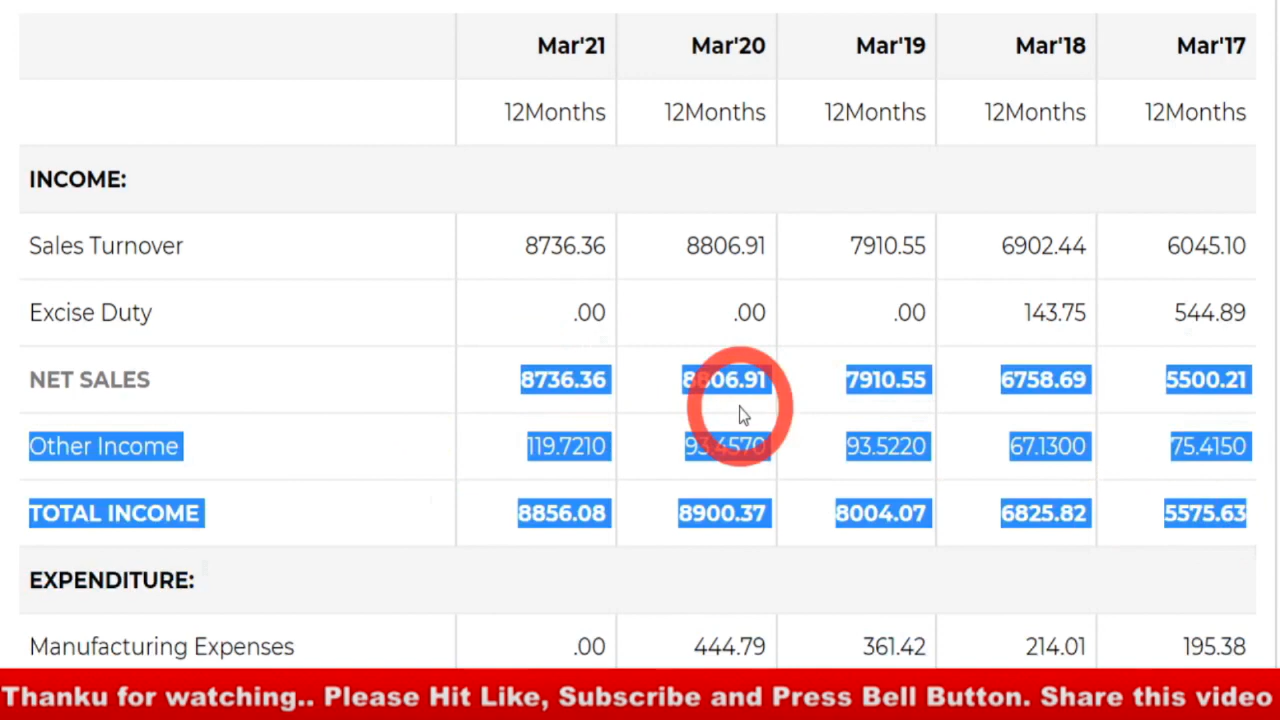 Mar'21 Mar'20 Mar'19 Mar'18 Mar'17
12Months 12Months 12Months 12Months 12Months
INCOME:
Sales Turnover 8736.36 8806.91 7910.55 6902.44 6045.10
Excise Duty .00 .00 .00 143.75 544.89
NET SALES 8736.36 8806.91 7910.55 6758.69 5500.21
Other Income 119.7210 93.4570 93.5220 67.1300 75.4150
TOTAL INCOME 8856.08 8900.37 8004.07 6825.82 5575.63
EXPENDITURE:
Manufacturing Expenses .00 444.79 361.42 214.01 195.38
Thanku for watching.. Please Hit Like, Subscribe and Press Bell Button. Share this video